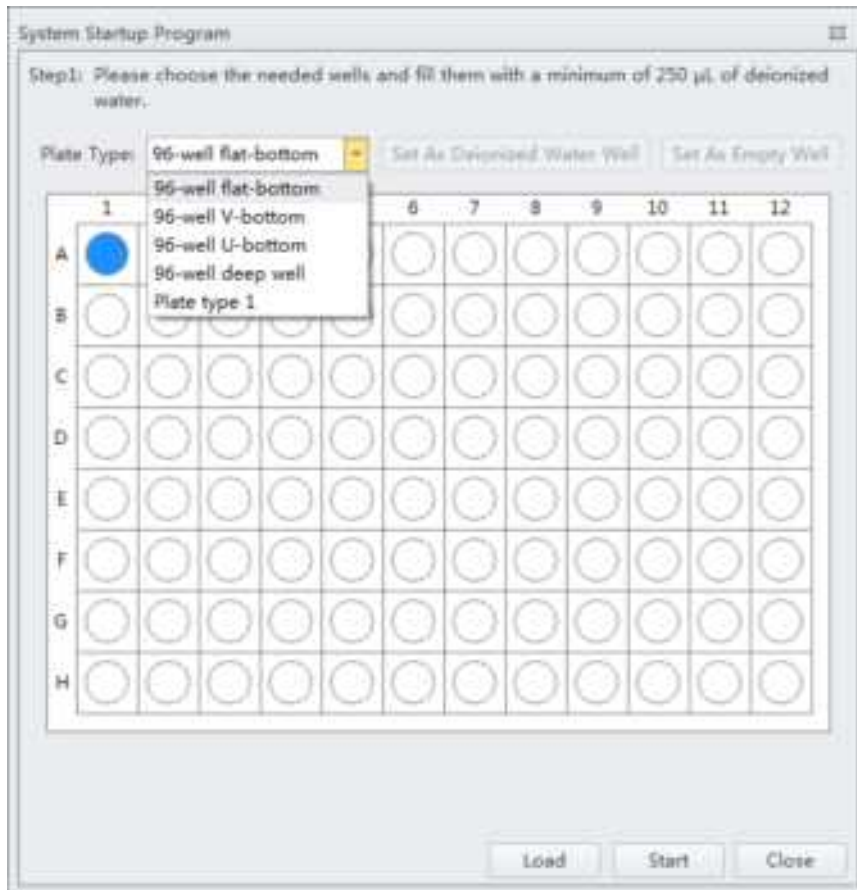 System Startup Program
Step1: Please choose the needed wells and fill them with a minimum of 250 μL of deionized
water.
Plate Type: 96-well flat-bottom Set As Deionized Water Well Set As Empty Well
96-well flat-bottom
96-well V-bottom
96-well U-bottom
96-well deep well
Plate type 1
1 6 7 8 9 10 11 12
A
B
C
D
E
F
G
H
Load Start Close